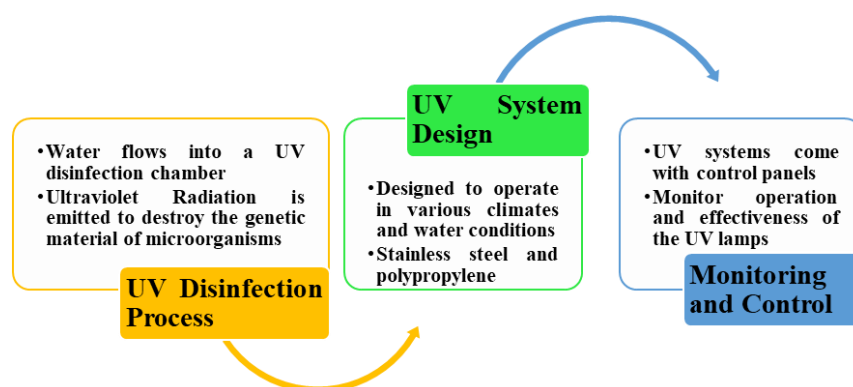 •Water flows into a UV
disinfection chamber
•Ultraviolet Radiation is
emitted to destroy the genetic
material of microorganisms
UV Disinfection
Process
UV System
Design
•Designed to operate
in various climates
and water conditions
•Stainless steel and
polypropylene
•UV systems come
with control panels
•Monitor operation
and effectiveness of
the UV lamps
Monitoring
and Control